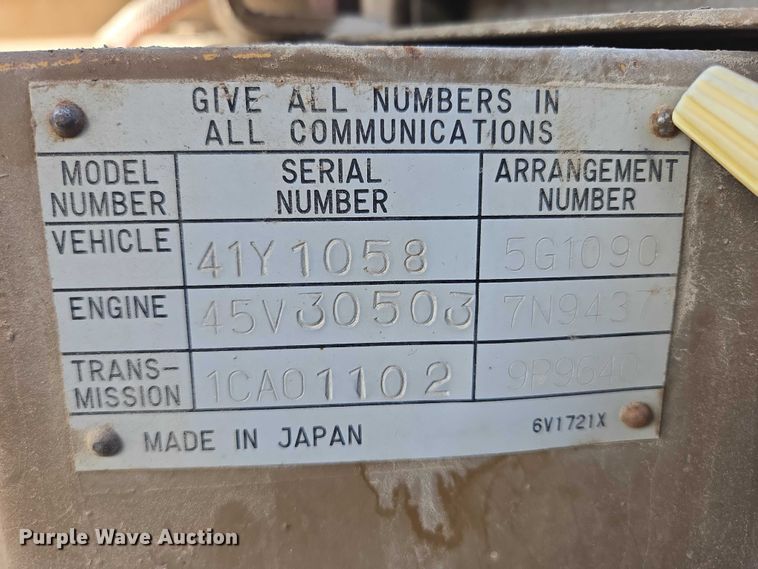 GIVE ALL NUMBERS IN
ALL COMMUNICATIONS
MODEL NUMBER SERIAL NUMBER ARRANGEMENT NUMBER
VEHICLE 41Y1058 5G1090
ENGINE 45V30503 7N9437
TRANS-MISSION 1CA01102 9P9640
MADE IN JAPAN 6V1721X
Purple Wave Auction